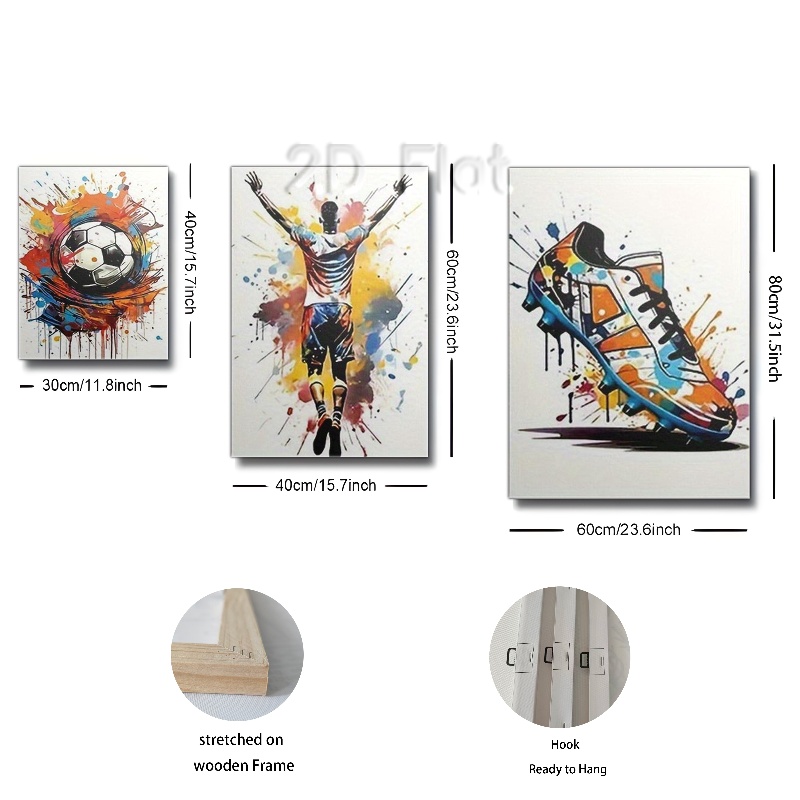 2D Flat
40cm/15.7inch
30cm/11.8inch
60cm/23.6inch
40cm/15.7inch
80cm/31.5inch
60cm/23.6inch
stretched on
wooden Frame
Hook
Ready to Hang